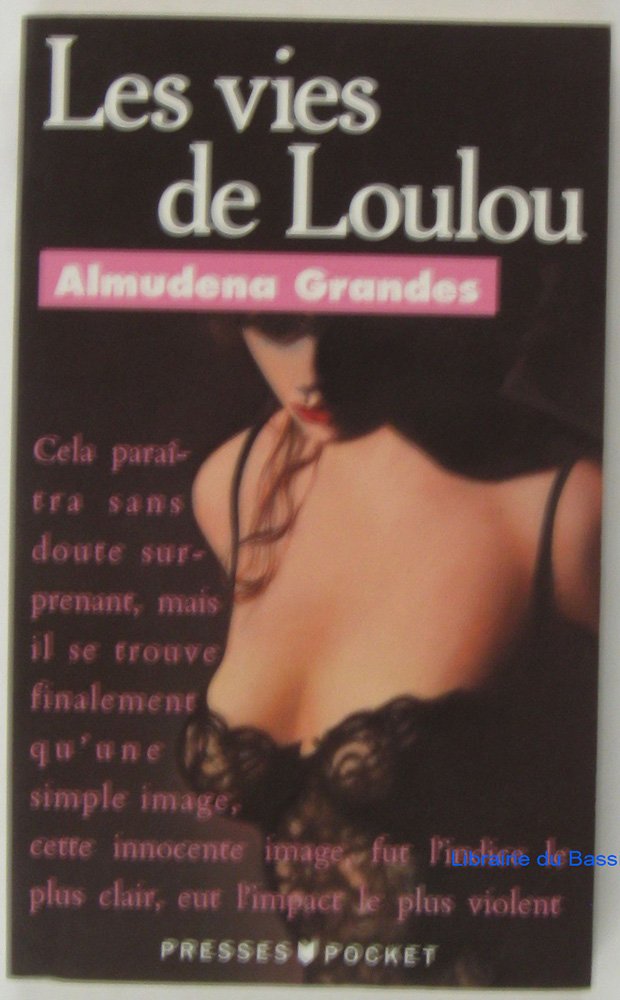 Les vies
de Loulou
Almudena Grandes
Cela paraî-
tra sans
doute sur-
prenant, mais
il se trouve
finalement
qu'une
simple image,
cette innocente image, fut l'indice le
plus clair, eut l'impact le plus violent
Librairie du Bass
PRESSES POCKET